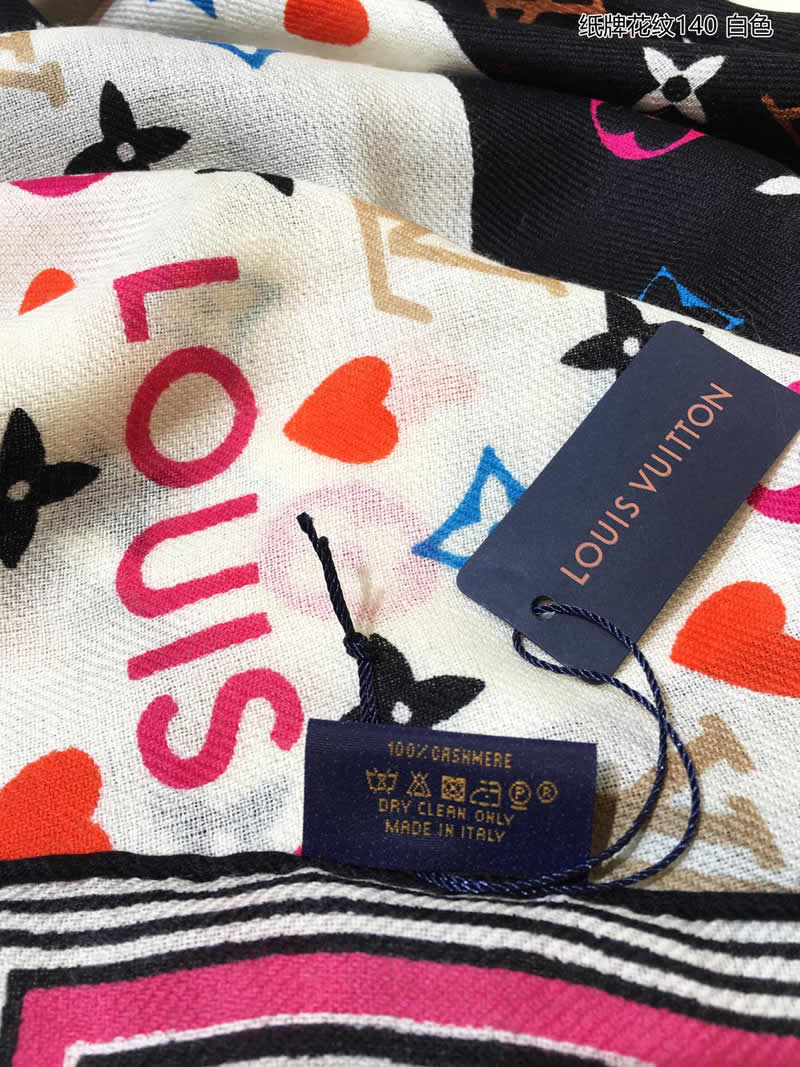 纸牌花纹140 白色
LOUIS
LOUIS VUITTON
100% CASHMERE
DRY CLEAN ONLY
MADE IN ITALY